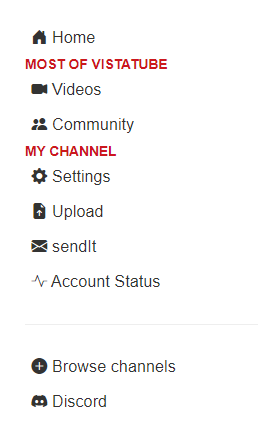 Home
MOST OF VISTATUBE
Videos
Community
MY CHANNEL
Settings
Upload
sendIt
Account Status
Browse channels
Discord